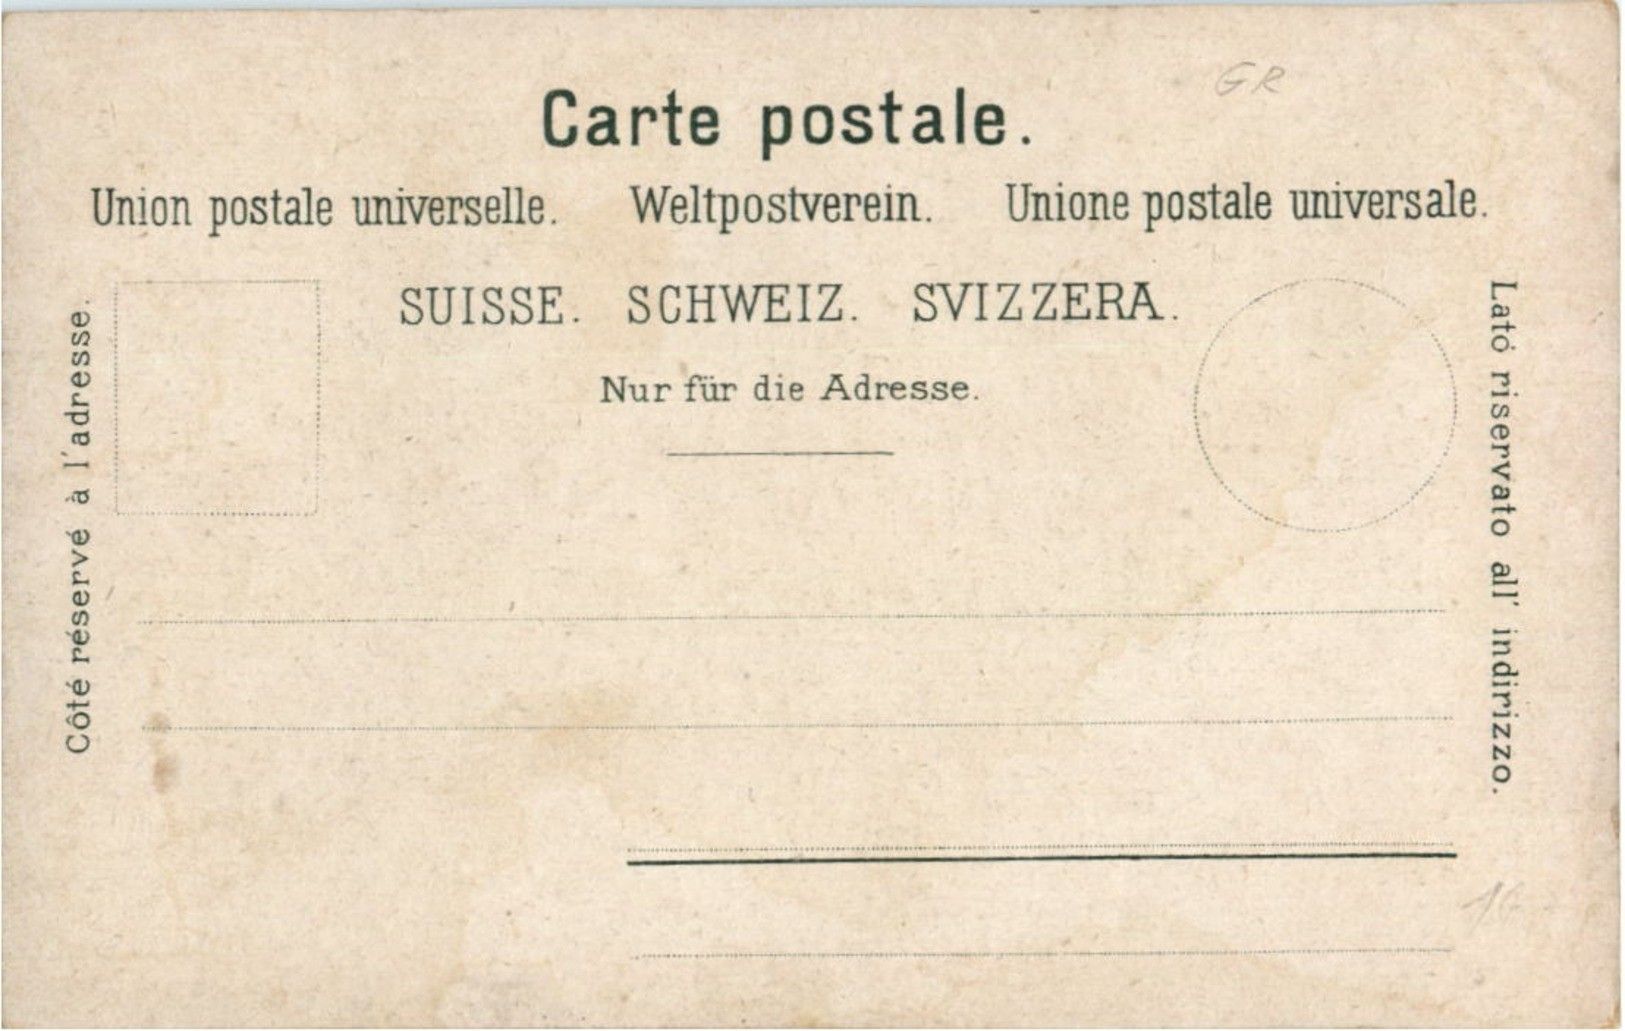 GR
Carte postale.
Union postale universelle. Weltpostverein. Unione postale universale.
SUISSE. SCHWEIZ. SVIZZERA.
Nur für die Adresse.
Côté réservé à l'adresse.
Lató riservato all' indirizzo.